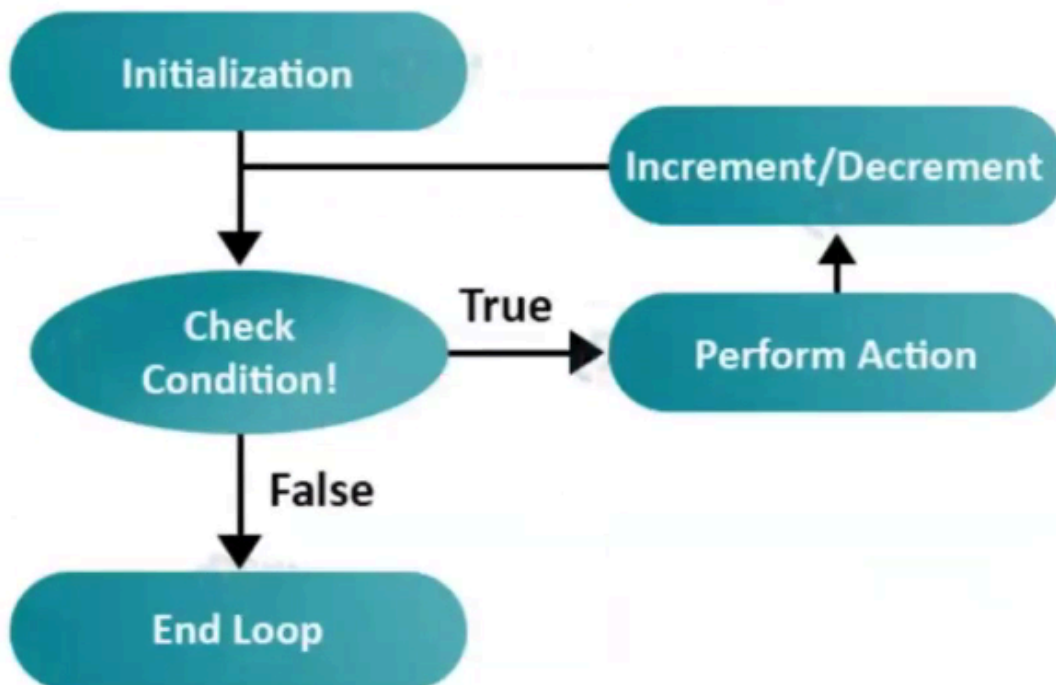 Initialization
Increment/Decrement
Check
Condition!
True
Perform Action
False
End Loop